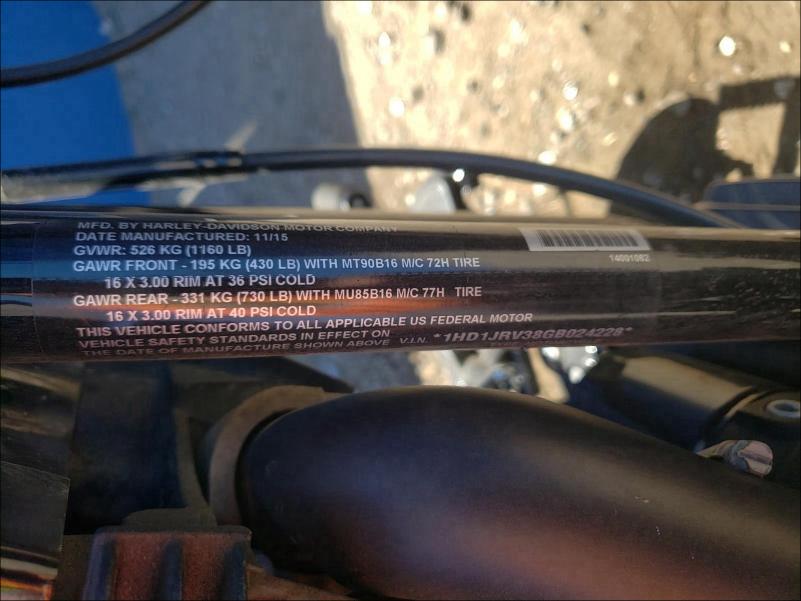 MFD. BY HARLEY-DAVIDSON MOTOR COMPANY
DATE MANUFACTURED: 11/15
GVWR: 526 KG (1160 LB)
GAWR FRONT - 195 KG (430 LB) WITH MT90B16 M/C 72H TIRE
16 X 3.00 RIM AT 36 PSI COLD
GAWR REAR - 331 KG (730 LB) WITH MU85B16 M/C 77H TIRE
16 X 3.00 RIM AT 40 PSI COLD
THIS VEHICLE CONFORMS TO ALL APPLICABLE US FEDERAL MOTOR
VEHICLE SAFETY STANDARDS IN EFFECT ON
THE DATE OF MANUFACTURE SHOWN ABOVE V.I.N. *1HD1JRV38GB024228*
14001082